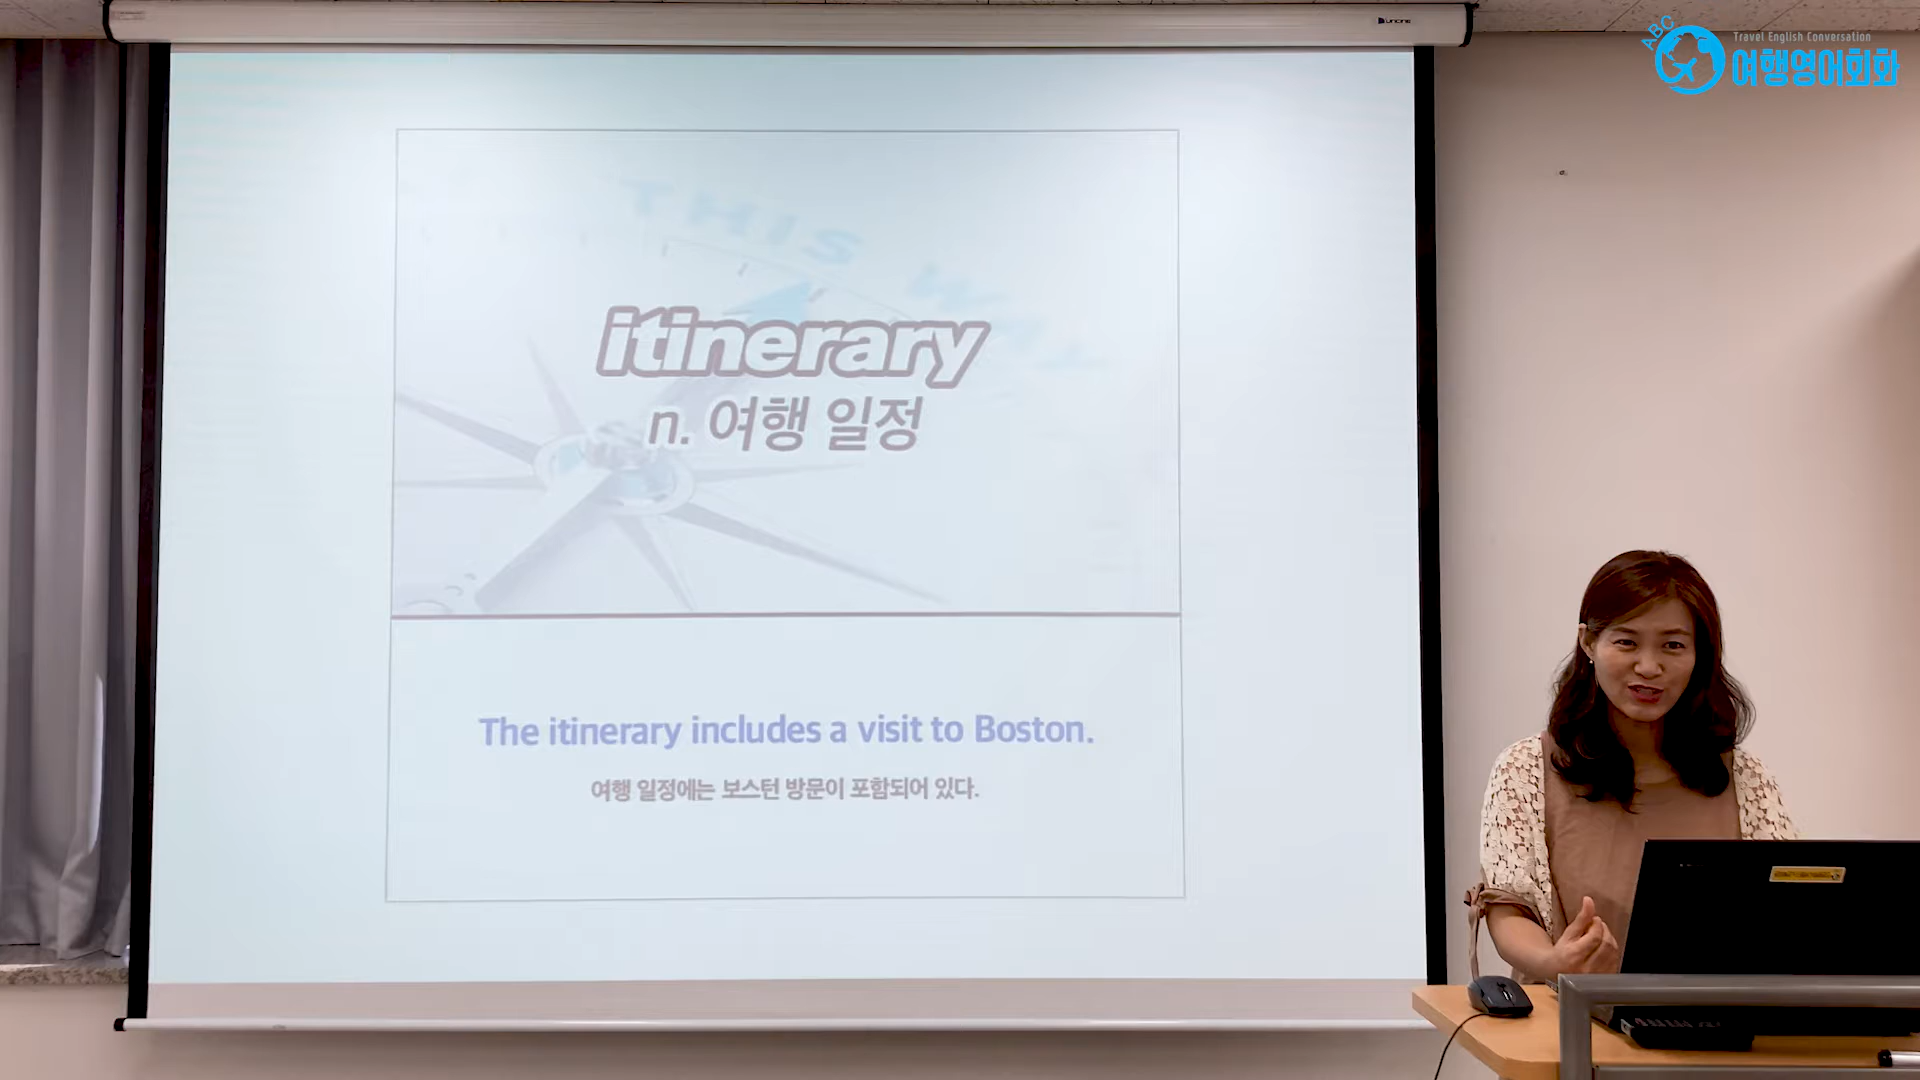 ABC
Travel English Conversation
여행영어회화
THIS W
itinerary
n. 여행 일정
The itinerary includes a visit to Boston.
여행 일정에는 보스턴 방문이 포함되어 있다.